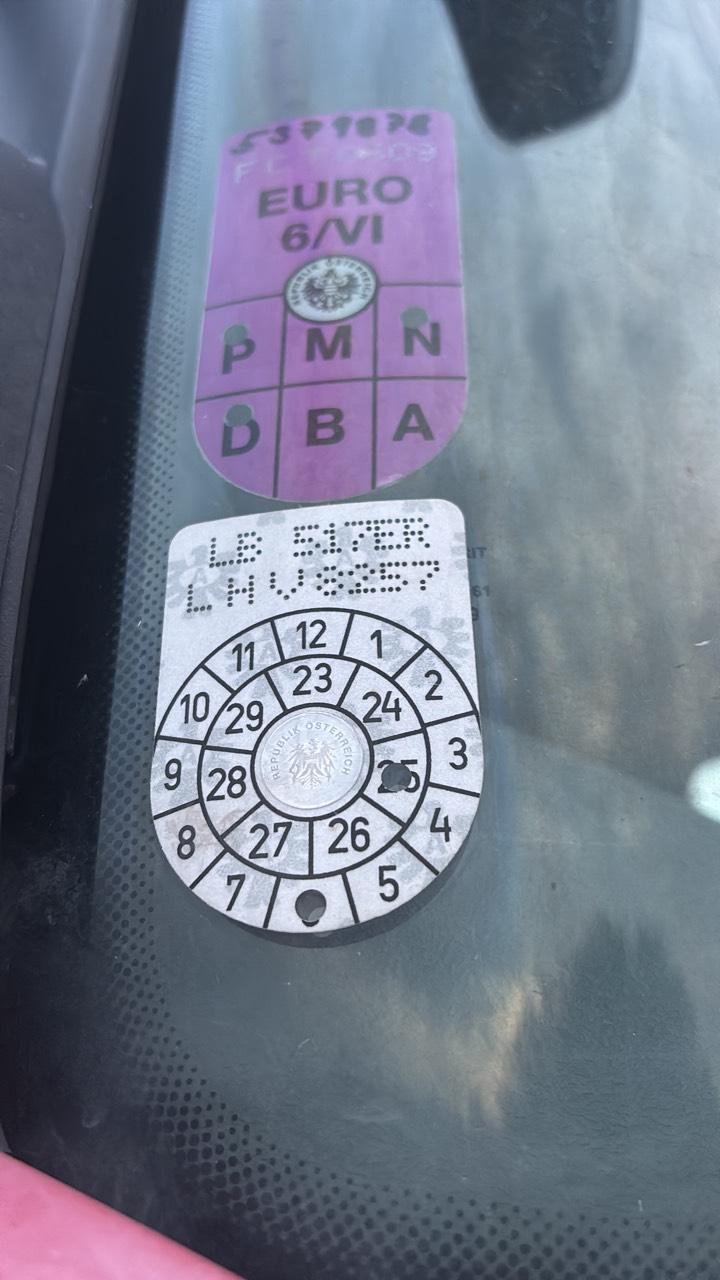 EURO
6/VI
REPUBLIK ÖSTERREICH
P M N
D B A
LB 517ER
LHV8257
12
11 1
10 23 2
29 24
9 REPUBLIK ÖSTERREICH 3
28 25
8 27 26 4
7 5